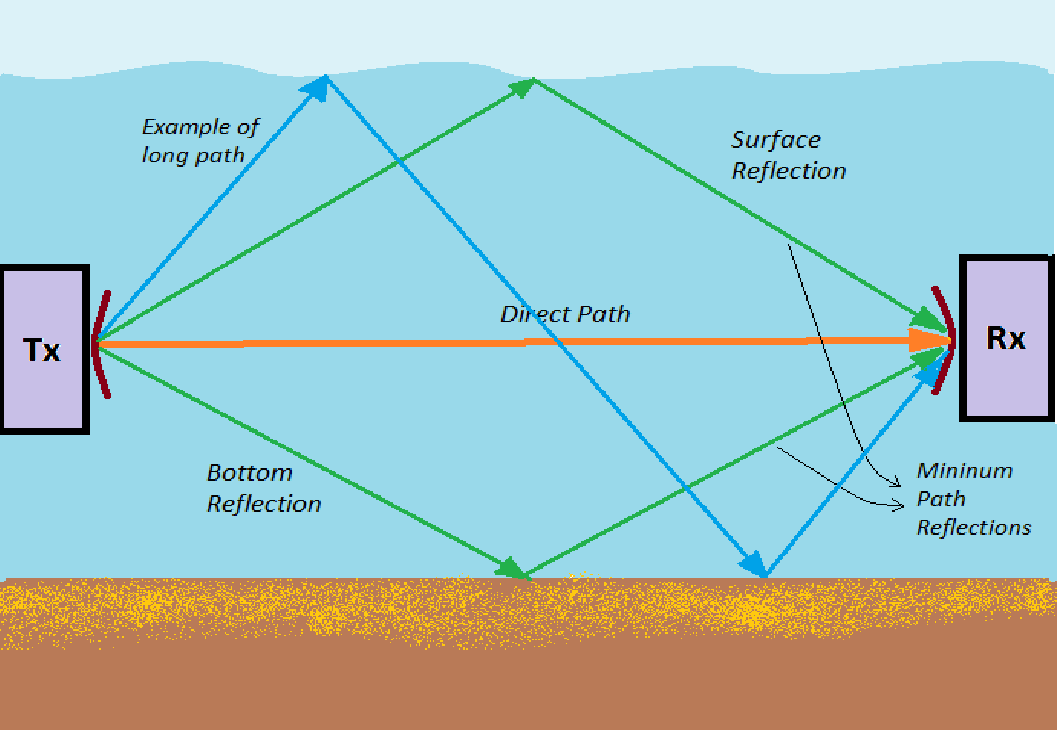 Example of
long path
Surface
Reflection
Direct Path
Tx
Rx
Bottom
Reflection
Mininum
Path
Reflections